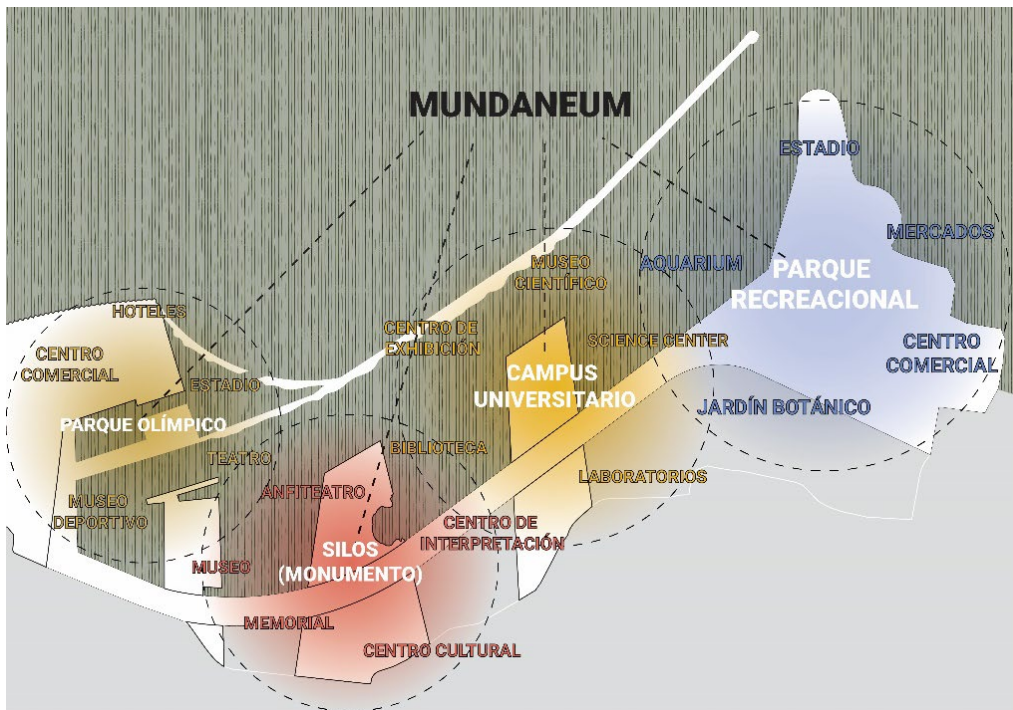 MUNDANEUM
ESTADIO
MERCADOS
AQUARIUM
PARQUE
RECREACIONAL
CENTRO
COMERCIAL
JARDÍN BOTÁNICO
MUSEO
CIENTÍFICO
CENTRO DE
EXHIBICIÓN
SCIENCE CENTER
CAMPUS
UNIVERSITARIO
BIBLIOTECA
LABORATORIOS
HOTELES
CENTRO
COMERCIAL
ESTADIO
PARQUE OLÍMPICO
TEATRO
MUSEO
DEPORTIVO
ANFITEATRO
CENTRO DE
INTERPRETACIÓN
SILOS
(MONUMENTO)
MUSEO
MEMORIAL
CENTRO CULTURAL